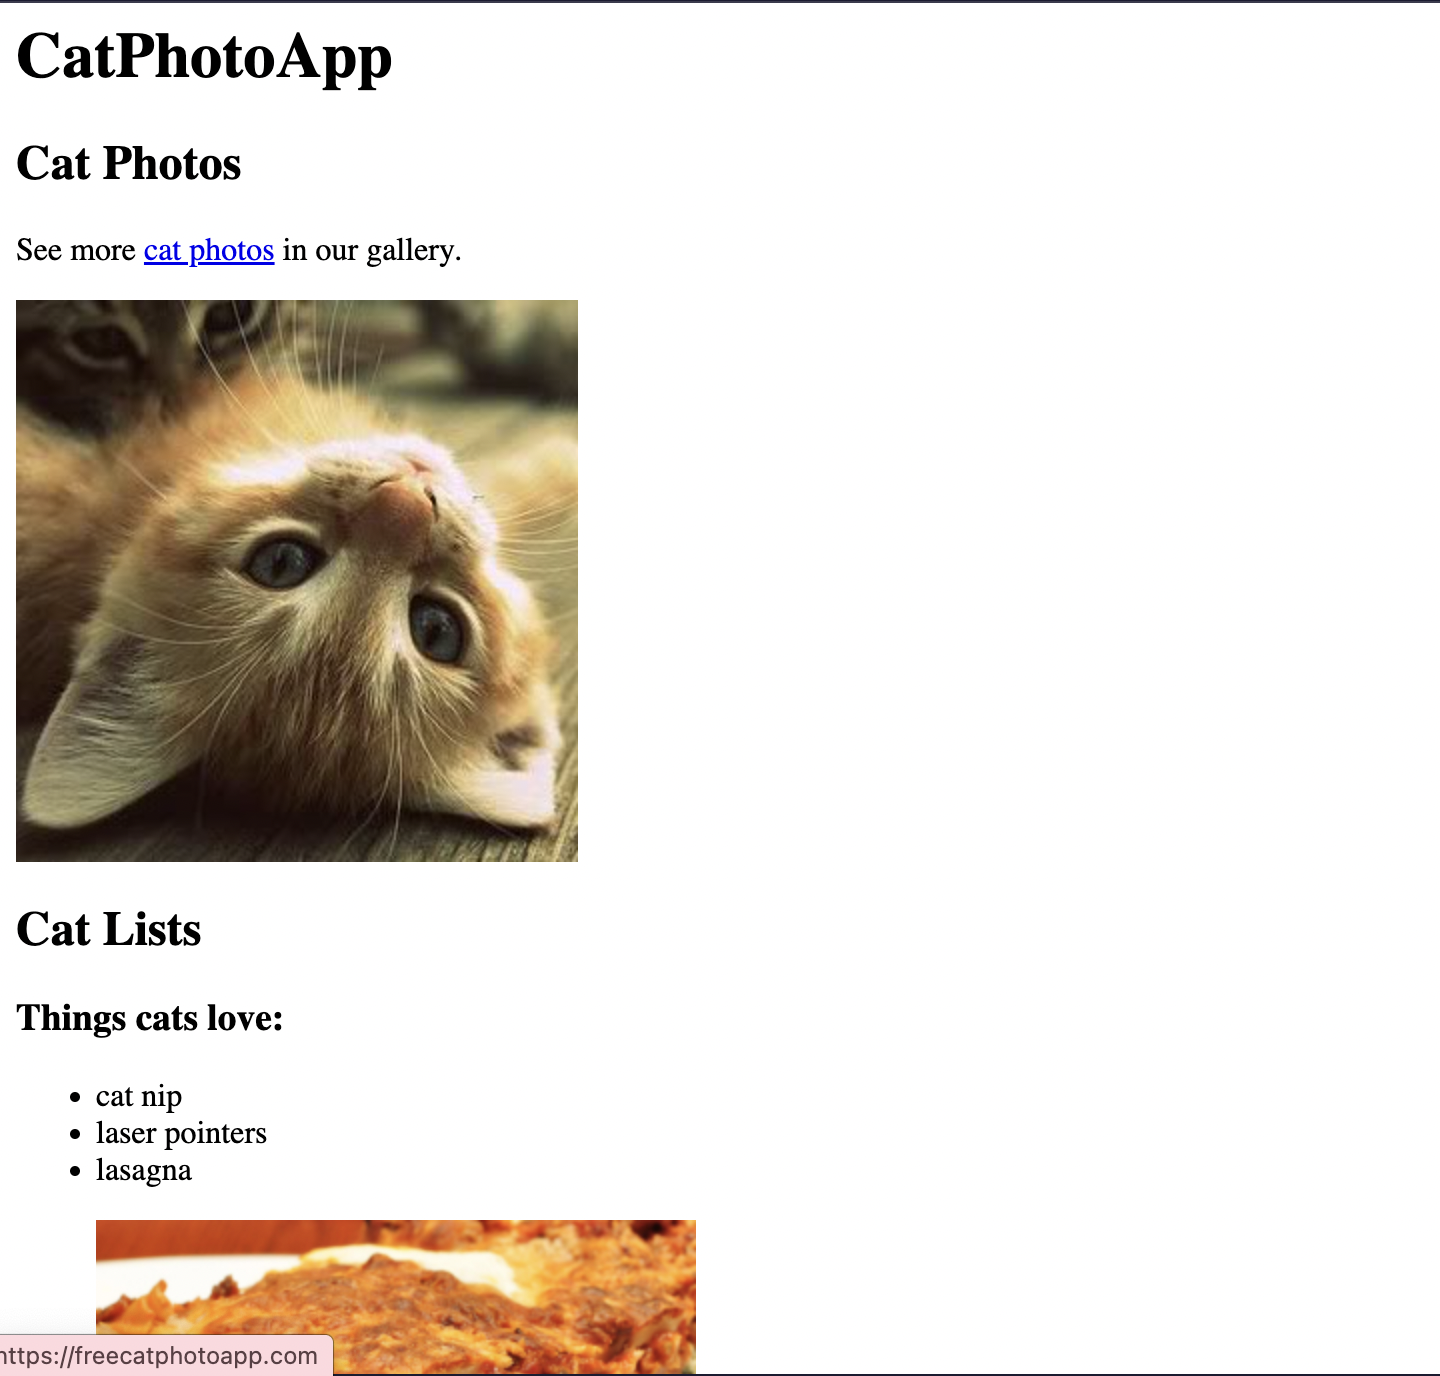 CatPhotoApp
Cat Photos
See more cat photos in our gallery.
Cat Lists
Things cats love:
cat nip
laser pointers
lasagna
https://freecatphotoapp.com